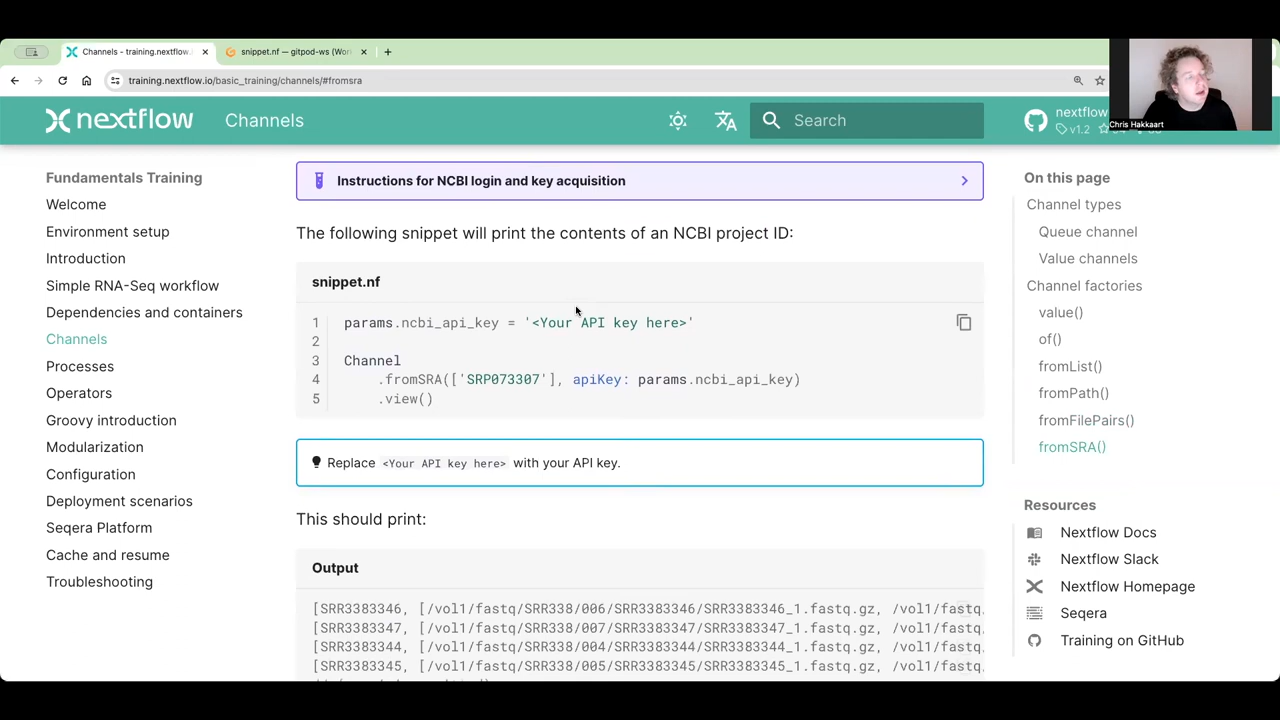 Channels - training.nextflow.
snippet.nf — gitpod-ws (Wor
training.nextflow.io/basic_training/channels/#fromsra
nextflow
Channels
Search
nextflow
v1.2
Chris Hakkaart
Fundamentals Training
Welcome
Environment setup
Introduction
Simple RNA-Seq workflow
Dependencies and containers
Channels
Processes
Operators
Groovy introduction
Modularization
Configuration
Deployment scenarios
Seqera Platform
Cache and resume
Troubleshooting
Instructions for NCBI login and key acquisition
The following snippet will print the contents of an NCBI project ID:
snippet.nf
1 params.ncbi_api_key = '<Your API key here>'
2
3 Channel
4 .fromSRA(['SRP073307'], apiKey: params.ncbi_api_key)
5 .view()
Replace <Your API key here> with your API key.
This should print:
Output
[SRR3383346, [/vol1/fastq/SRR338/006/SRR3383346/SRR3383346_1.fastq.gz, /vol1/fastq
[SRR3383347, [/vol1/fastq/SRR338/007/SRR3383347/SRR3383347_1.fastq.gz, /vol1/fastq
[SRR3383344, [/vol1/fastq/SRR338/004/SRR3383344/SRR3383344_1.fastq.gz, /vol1/fastq
[SRR3383345, [/vol1/fastq/SRR338/005/SRR3383345/SRR3383345_1.fastq.gz, /vol1/fastq
On this page
Channel types
Queue channel
Value channels
Channel factories
value()
of()
fromList()
fromPath()
fromFilePairs()
fromSRA()
Resources
Nextflow Docs
Nextflow Slack
Nextflow Homepage
Seqera
Training on GitHub